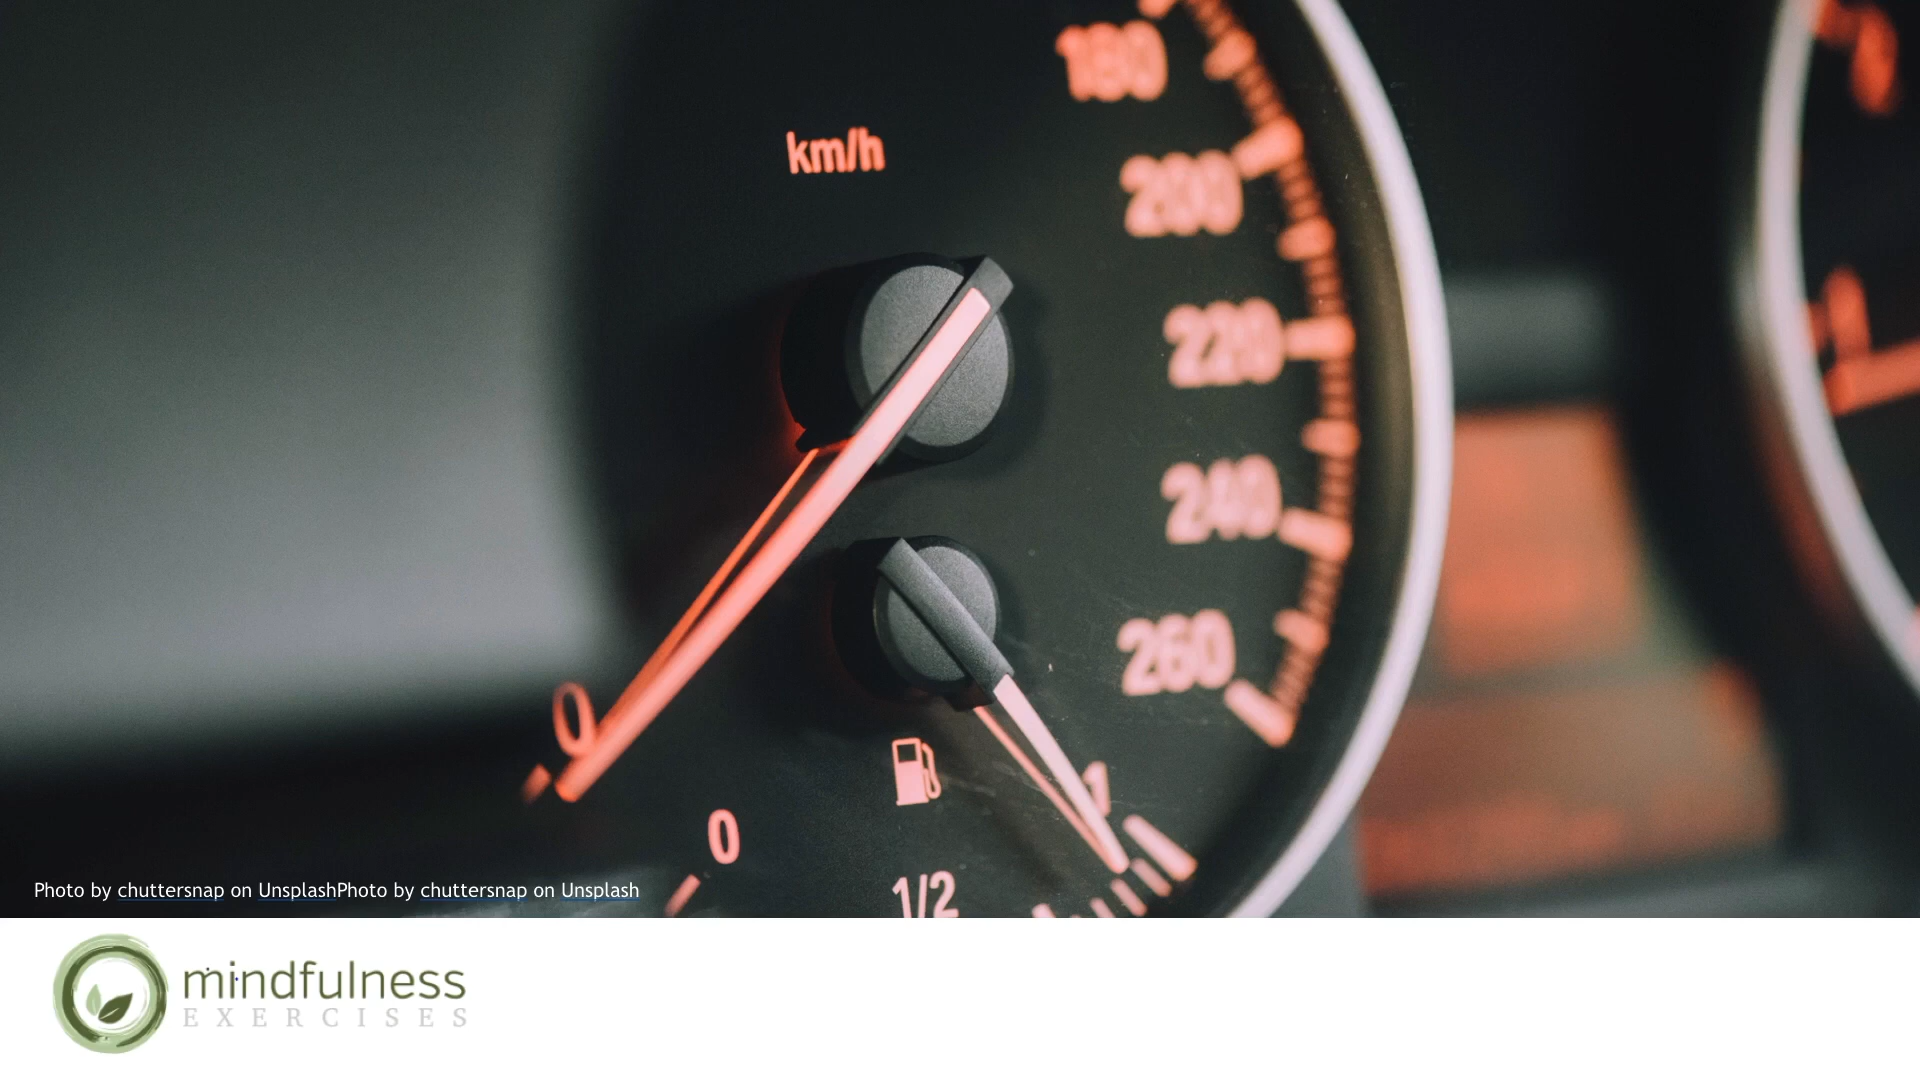 180
km/h
200
220
240
260
0
1
0
1/2
Photo by chuttersnap on UnsplashPhoto by chuttersnap on Unsplash
mindfulness
EXERCISES